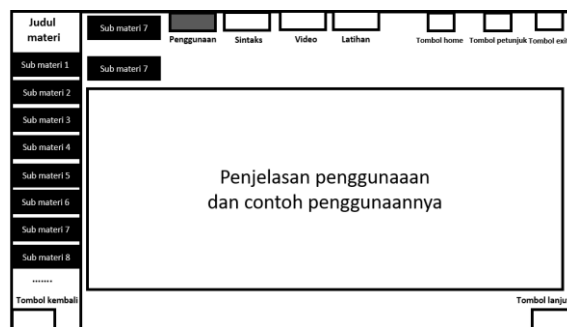 Judul
materi
Sub materi 1
Sub materi 2
Sub materi 3
Sub materi 4
Sub materi 5
Sub materi 6
Sub materi 7
Sub materi 8
.......
Tombol kembali
Sub materi 7
Penggunaan
Sintaks
Video
Latihan
Tombol home
Tombol petunjuk
Tombol exit
Sub materi 7
Penjelasan penggunaaan
dan contoh penggunaannya
Tombol lanjut